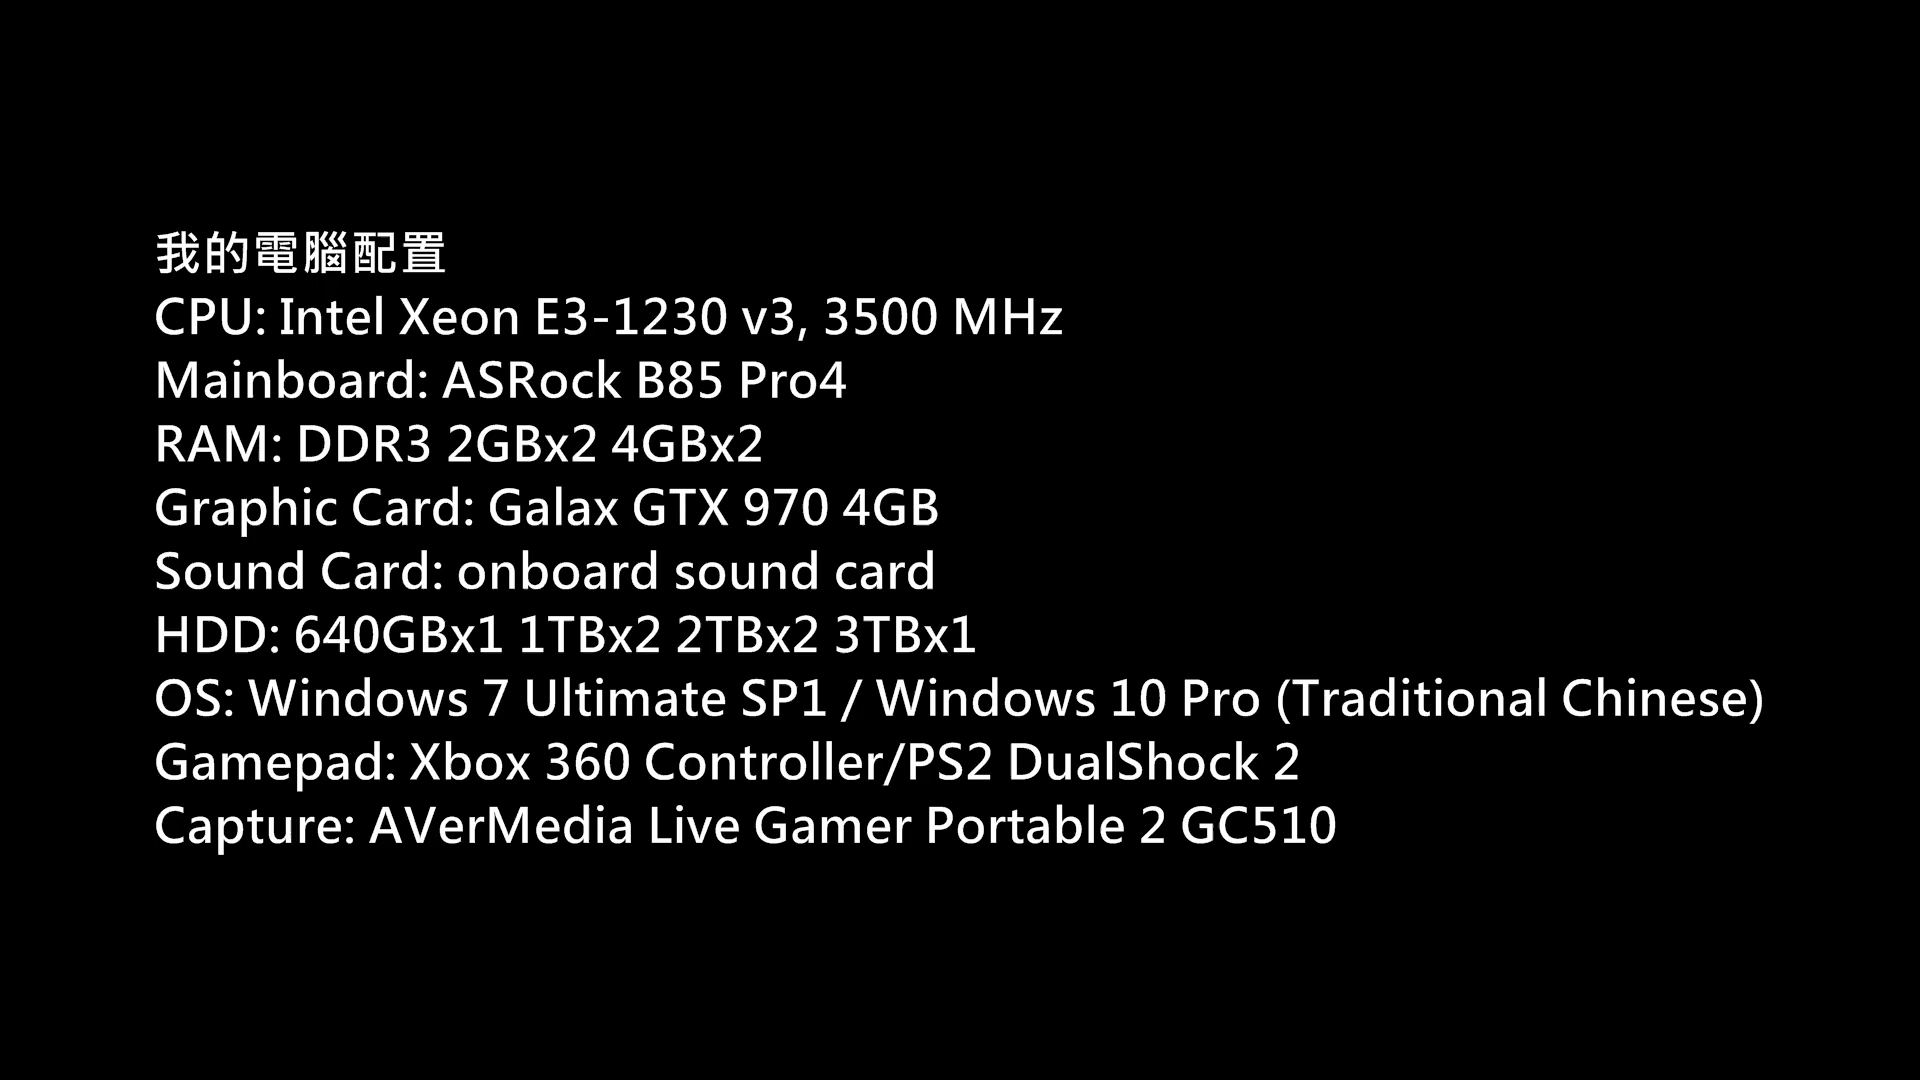 我的電腦配置
CPU: Intel Xeon E3-1230 v3, 3500 MHz
Mainboard: ASRock B85 Pro4
RAM: DDR3 2GBx2 4GBx2
Graphic Card: Galax GTX 970 4GB
Sound Card: onboard sound card
HDD: 640GBx1 1TBx2 2TBx2 3TBx1
OS: Windows 7 Ultimate SP1 / Windows 10 Pro (Traditional Chinese)
Gamepad: Xbox 360 Controller/PS2 DualShock 2
Capture: AVerMedia Live Gamer Portable 2 GC510